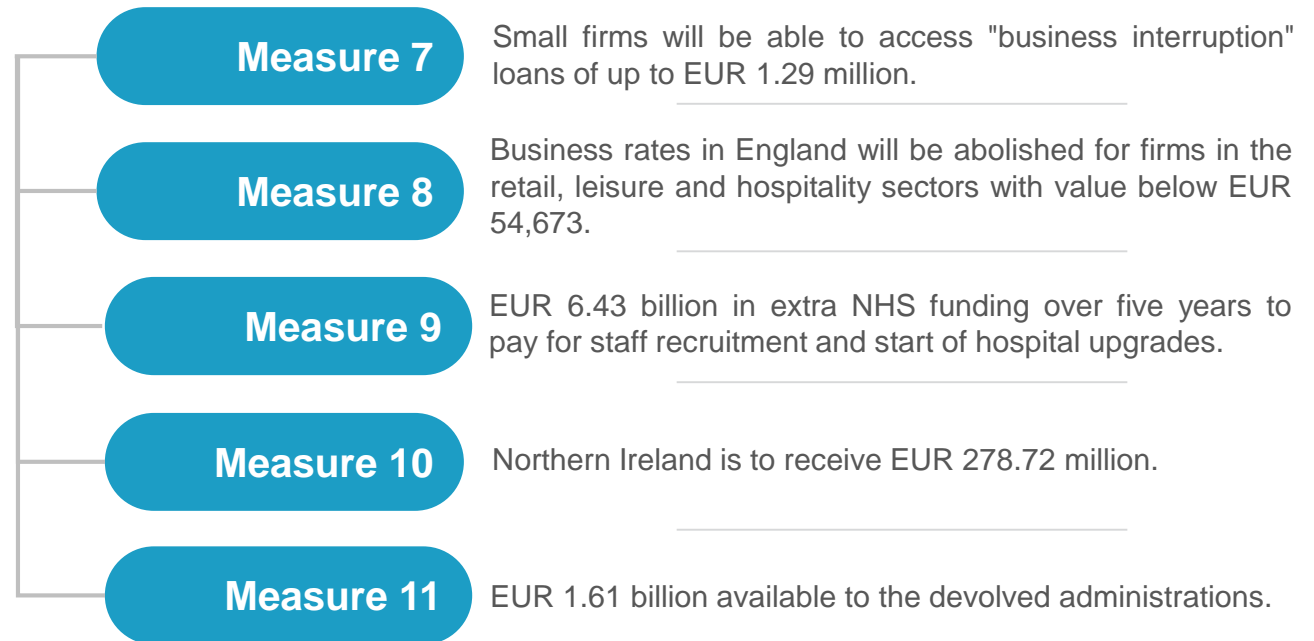 Measure 7
Small firms will be able to access "business interruption"
loans of up to EUR 1.29 million.
Measure 8
Business rates in England will be abolished for firms in the
retail, leisure and hospitality sectors with value below EUR
54,673.
Measure 9
EUR 6.43 billion in extra NHS funding over five years to
pay for staff recruitment and start of hospital upgrades.
Measure 10
Northern Ireland is to receive EUR 278.72 million.
Measure 11
EUR 1.61 billion available to the devolved administrations.